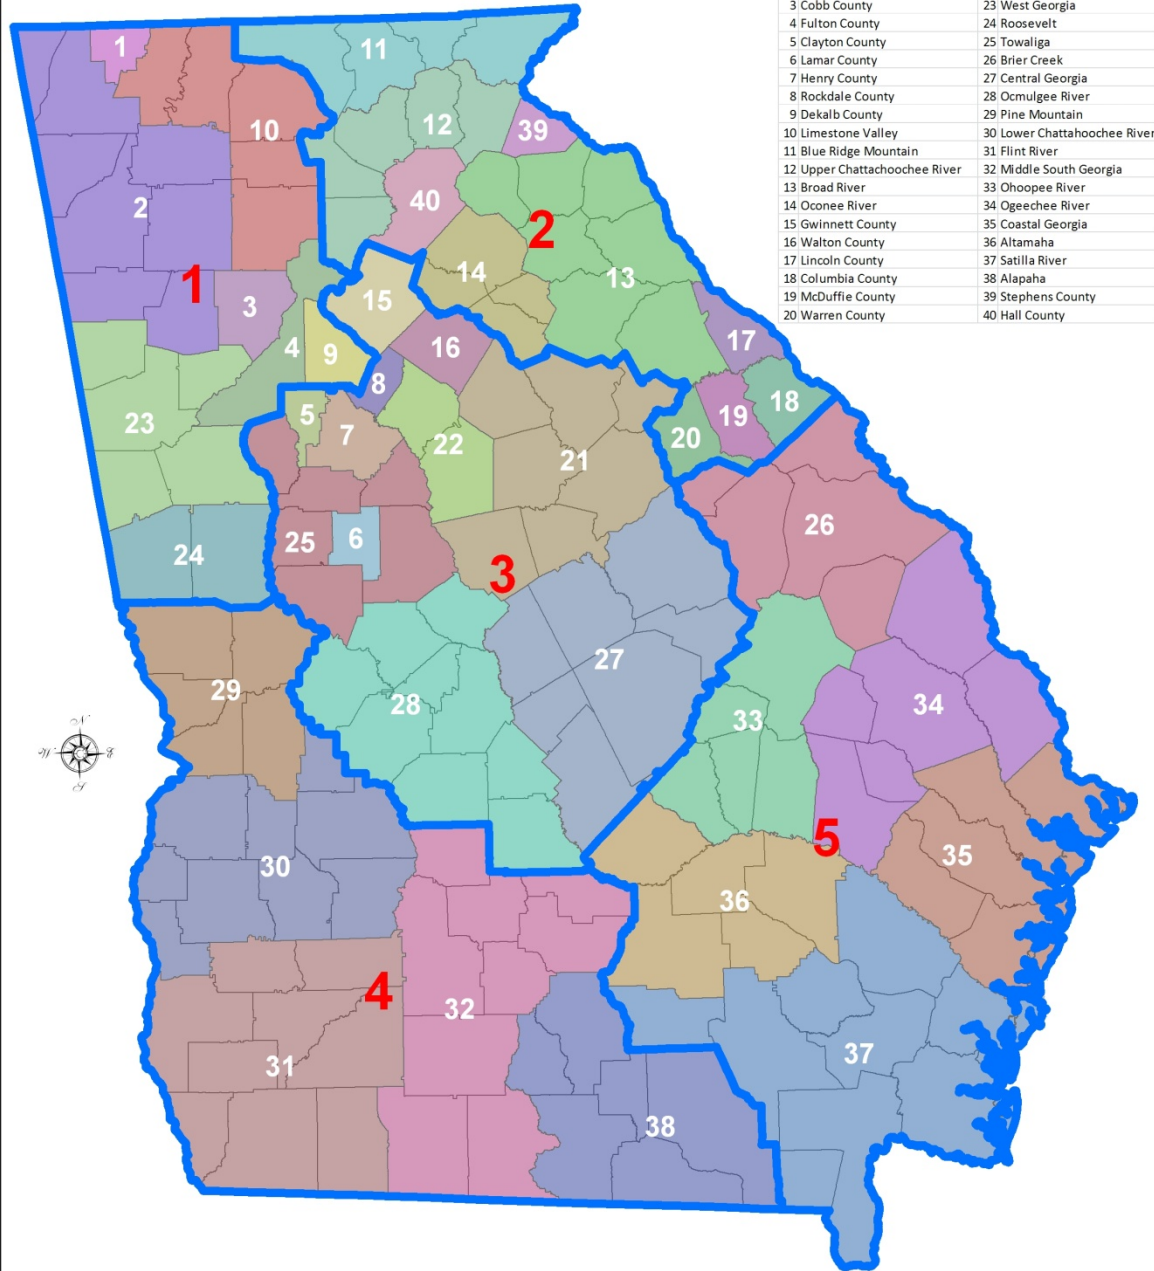 3 Cobb County 23 West Georgia
4 Fulton County 24 Roosevelt
5 Clayton County 25 Towaliga
6 Lamar County 26 Brier Creek
7 Henry County 27 Central Georgia
8 Rockdale County 28 Ocmulgee River
9 Dekalb County 29 Pine Mountain
10 Limestone Valley 30 Lower Chattahoochee River
11 Blue Ridge Mountain 31 Flint River
12 Upper Chattachoochee River 32 Middle South Georgia
13 Broad River 33 Ohoopee River
14 Oconee River 34 Ogeechee River
15 Gwinnett County 35 Coastal Georgia
16 Walton County 36 Altamaha
17 Lincoln County 37 Satilla River
18 Columbia County 38 Alapaha
19 McDuffie County 39 Stephens County
20 Warren County 40 Hall County
1
11
10
12
39
2
40
2
1
14
13
3
15
4
9
16
17
8
5
18
19
23
7
22
20
21
25
6
26
24
3
27
29
28
33
34
N
W E
S
5
35
30
36
4
32
37
31
38